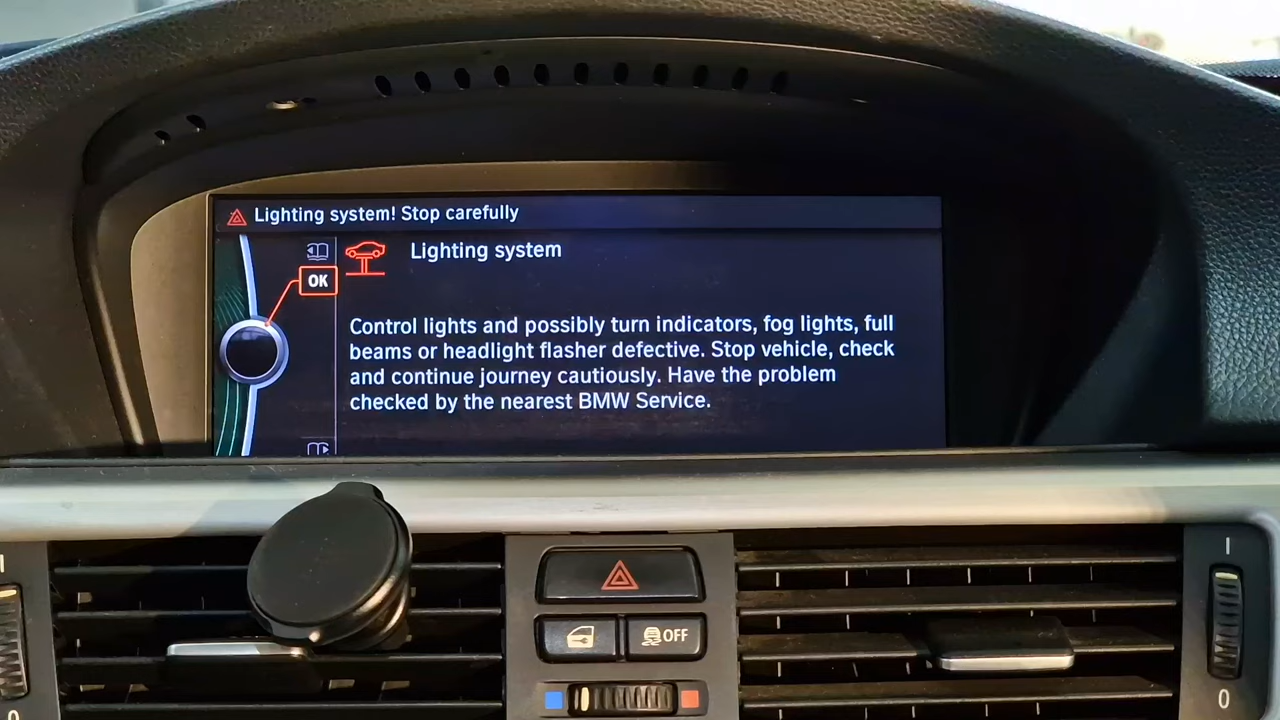 Lighting system! Stop carefully
Lighting system
OK
Control lights and possibly turn indicators, fog lights, full
beams or headlight flasher defective. Stop vehicle, check
and continue journey cautiously. Have the problem
checked by the nearest BMW Service.
OFF
I
I
0
0